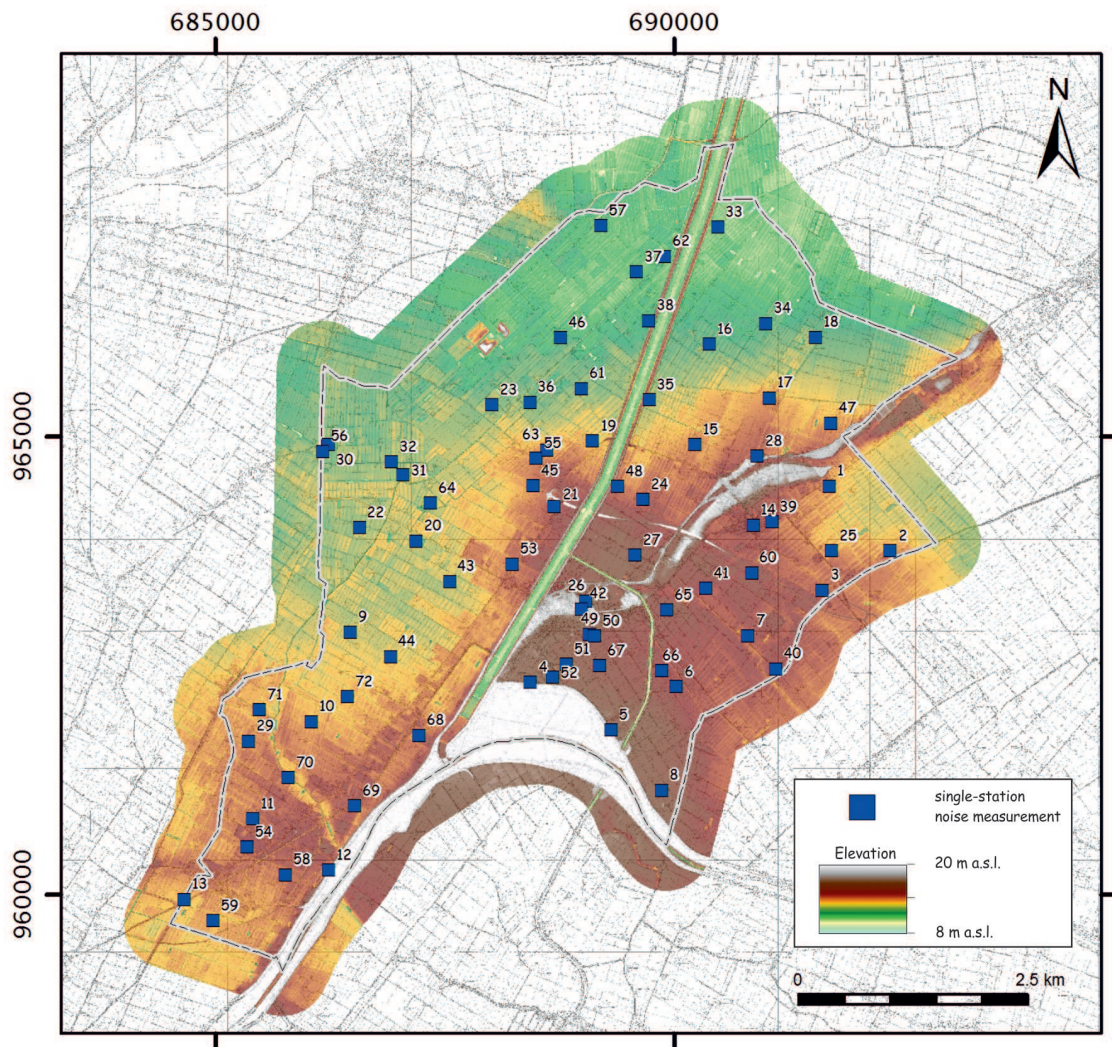 685000 690000
N
57 33
62
37
38 34
46 16 18
61
23 36 35 17
47
63 55 19 15
56 28
30 32
31 45 48 24 1
64 21
22 14 39
20 27 25 2
53
43 60
26 42 41 3
65
9 49 50 7
44 51 67
4 52 66 6 40
72
71 10
29 68 5
70
69 8
11
54
58 12
13
59
965000
960000
single-station
noise measurement
Elevation
20 m a.s.l.
8 m a.s.l.
0 2.5 km